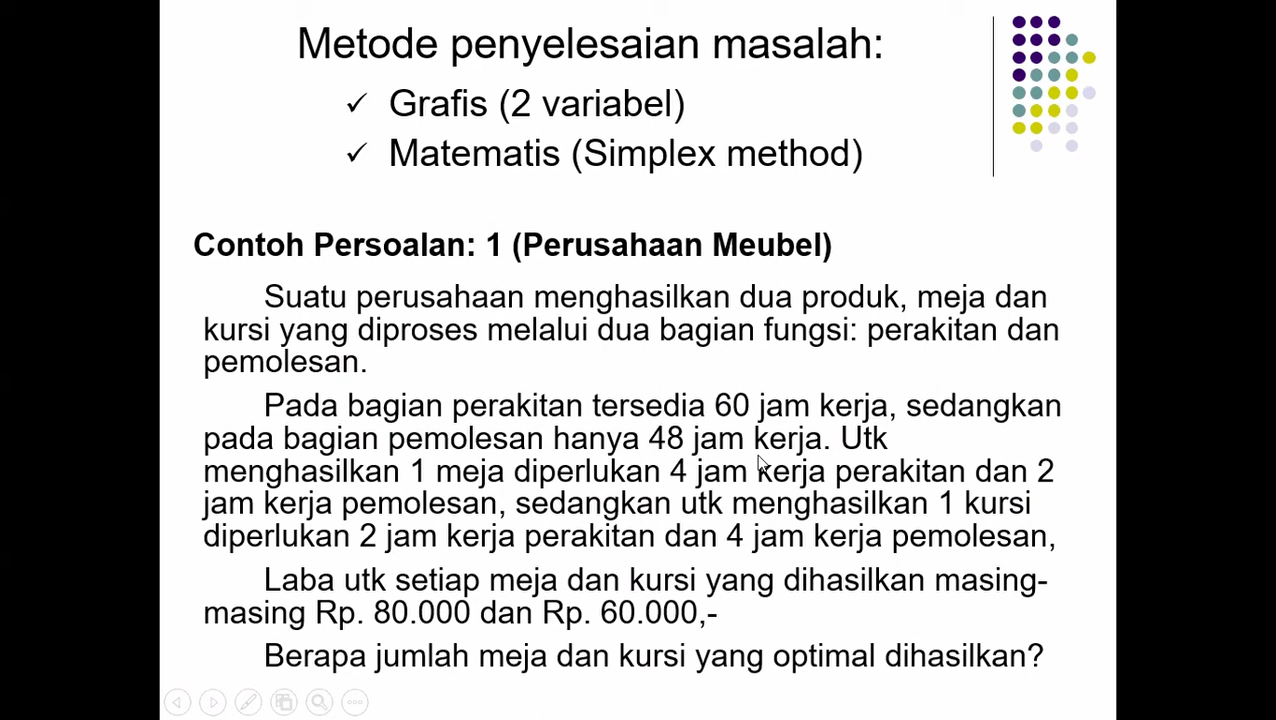 Metode penyelesaian masalah:
✓ Grafis (2 variabel)
✓ Matematis (Simplex method)
Contoh Persoalan: 1 (Perusahaan Meubel)
Suatu perusahaan menghasilkan dua produk, meja dan
kursi yang diproses melalui dua bagian fungsi: perakitan dan
pemolesan.
Pada bagian perakitan tersedia 60 jam kerja, sedangkan
pada bagian pemolesan hanya 48 jam kerja. Utk
menghasilkan 1 meja diperlukan 4 jam kerja perakitan dan 2
jam kerja pemolesan, sedangkan utk menghasilkan 1 kursi
diperlukan 2 jam kerja perakitan dan 4 jam kerja pemolesan,
Laba utk setiap meja dan kursi yang dihasilkan masing-
masing Rp. 80.000 dan Rp. 60.000,-
Berapa jumlah meja dan kursi yang optimal dihasilkan?